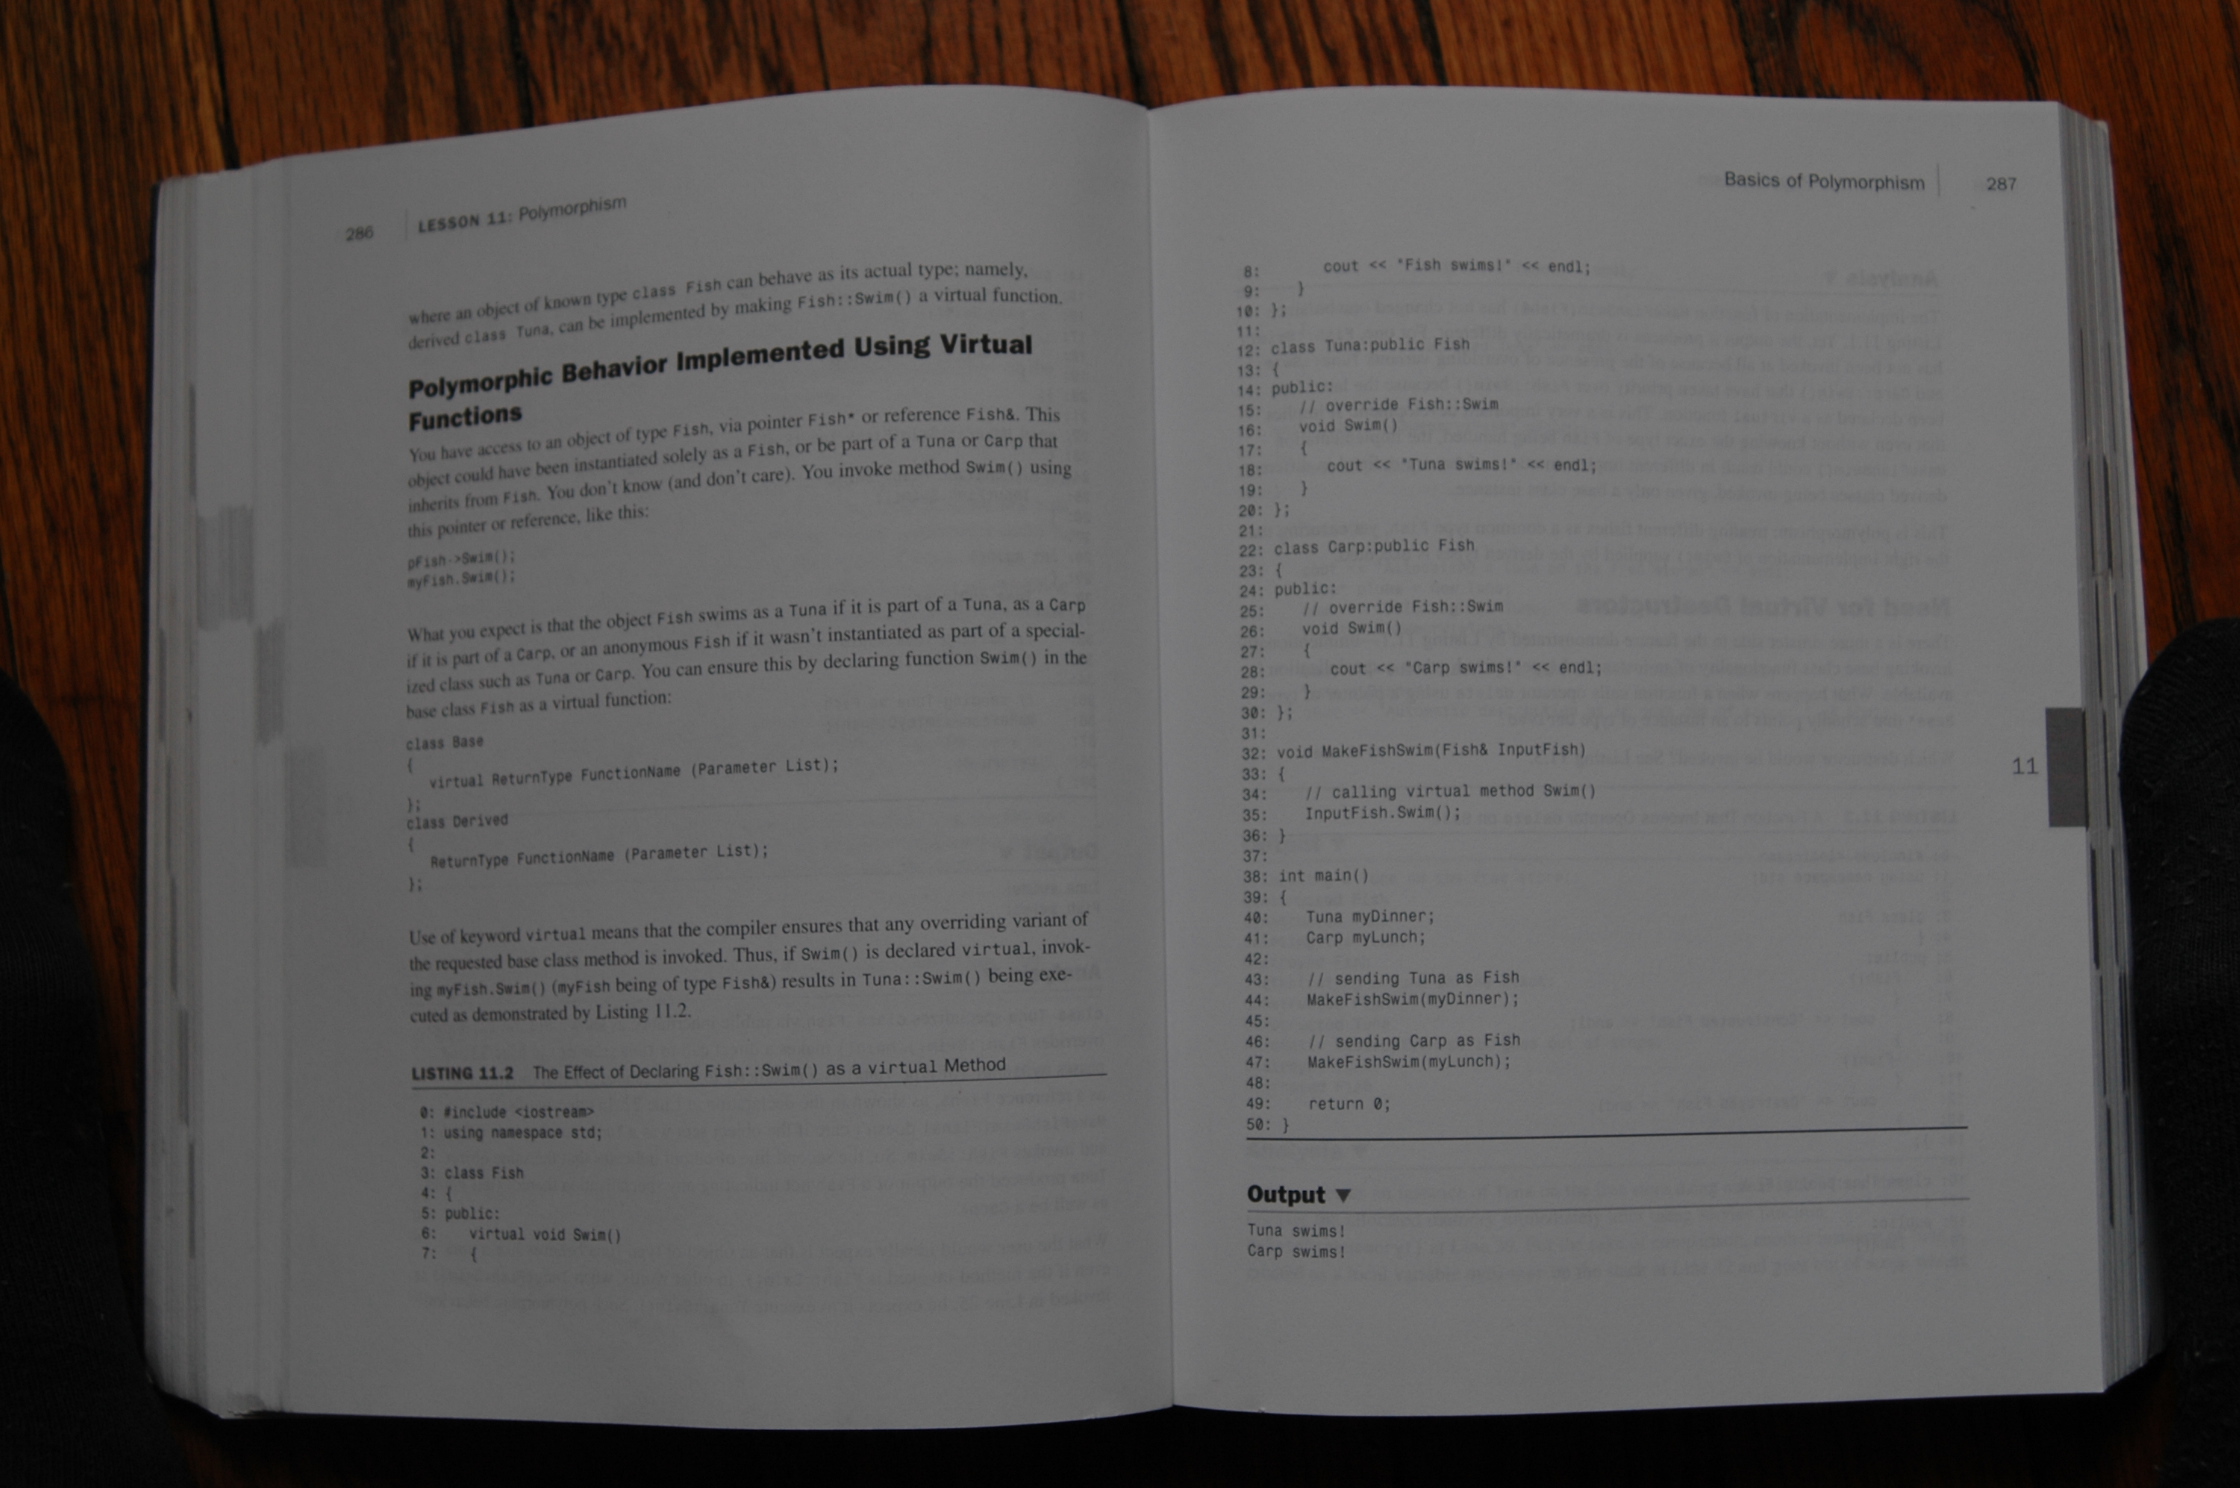 286 LESSON 11: Polymorphism
where an object of known type class Fish can behave as its actual type; namely,
derived class Tuna, can be implemented by making Fish::Swim() a virtual function.
Polymorphic Behavior Implemented Using Virtual
Functions
You have access to an object of type Fish, via pointer Fish* or reference Fish&. This
object could have been instantiated solely as a Fish, or be part of a Tuna or Carp that
inherits from Fish. You don't know (and don't care). You invoke method Swim() using
this pointer or reference, like this:
pFish->Swim();
myFish.Swim();
What you expect is that the object Fish swims as a Tuna if it is part of a Tuna, as a Carp
if it is part of a Carp, or an anonymous Fish if it wasn't instantiated as part of a special-
ized class such as Tuna or Carp. You can ensure this by declaring function Swim() in the
base class Fish as a virtual function:
class Base
{
virtual ReturnType FunctionName (Parameter List);
};
class Derived
{
ReturnType FunctionName (Parameter List);
};
Use of keyword virtual means that the compiler ensures that any overriding variant of
the requested base class method is invoked. Thus, if Swim() is declared virtual, invok-
ing myFish.Swim() (myFish being of type Fish&) results in Tuna::Swim() being exe-
cuted as demonstrated by Listing 11.2.
LISTING 11.2 The Effect of Declaring Fish::Swim() as a virtual Method
0: #include <iostream>
1: using namespace std;
2:
3: class Fish
4: {
5: public:
6: virtual void Swim()
7: {
Basics of Polymorphism 287
8: cout << "Fish swims!" << endl;
9: }
10: };
11:
12: class Tuna:public Fish
13: {
14: public:
15: // override Fish::Swim
16: void Swim()
17: {
18: cout << "Tuna swims!" << endl;
19: }
20: };
21:
22: class Carp:public Fish
23: {
24: public:
25: // override Fish::Swim
26: void Swim()
27: {
28: cout << "Carp swims!" << endl;
29: }
30: };
31:
32: void MakeFishSwim(Fish& InputFish)
33: {
34: // calling virtual method Swim()
35: InputFish.Swim();
36: }
37:
38: int main()
39: {
40: Tuna myDinner;
41: Carp myLunch;
42:
43: // sending Tuna as Fish
44: MakeFishSwim(myDinner);
45:
46: // sending Carp as Fish
47: MakeFishSwim(myLunch);
48:
49: return 0;
50: }
11
Output ▼
Tuna swims!
Carp swims!